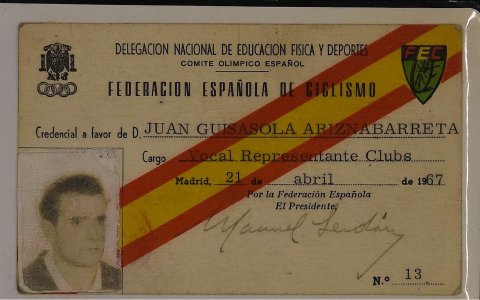 DELEGACION NACIONAL DE EDUCACION FISICA Y DEPORTES
COMITE OLIMPICO ESPAÑOL
FEC
FEDERACION ESPAÑOLA DE CICLISMO
Credencial a favor de D. JUAN GUISASOLA ARIZNABARRETA
Cargo Vocal Representante Clubs
Madrid, 21 de abril de 1967
Por la Federación Española
El Presidente,
Manuel
N.º 13